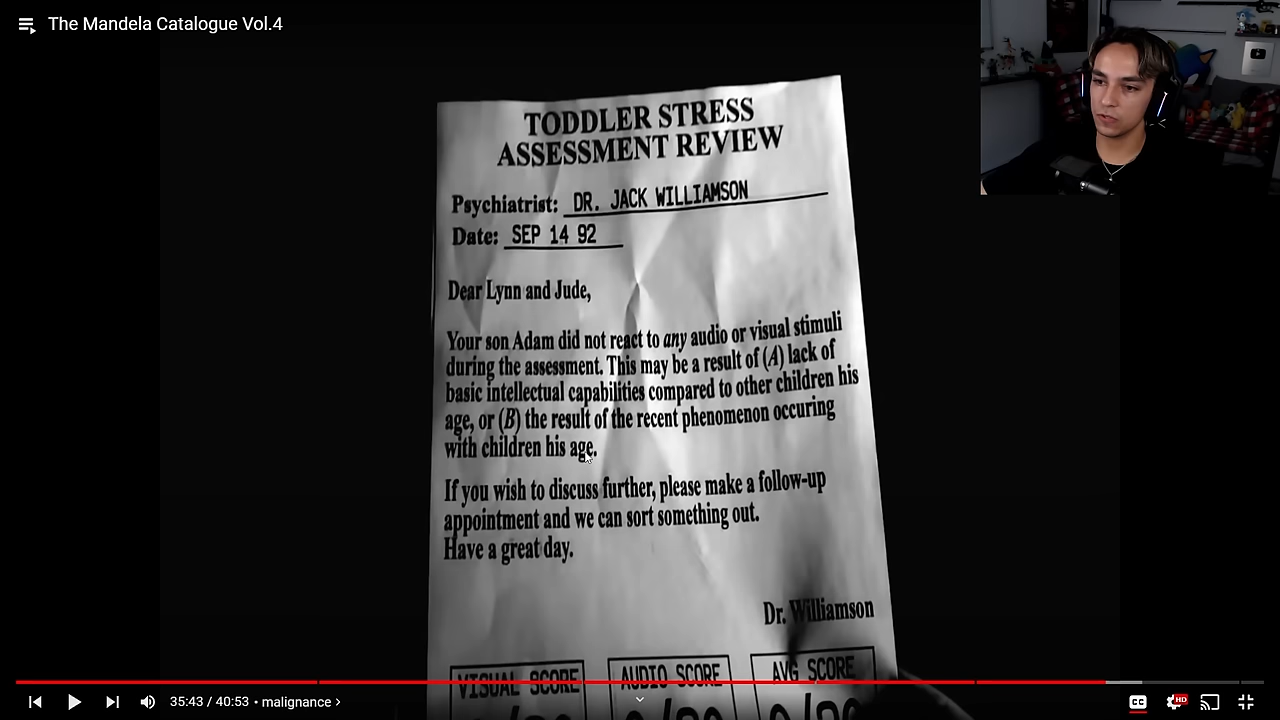 The Mandela Catalogue Vol.4
TODDLER STRESS
ASSESSMENT REVIEW
Psychiatrist: DR. JACK WILLIAMSON
Date: SEP 14 92
Dear Lynn and Jude,
Your son Adam did not react to any audio or visual stimuli
during the assessment. This may be a result of (A) lack of
basic intellectual capabilities compared to other children his
age, or (B) the result of the recent phenomenon occuring
with children his age.
If you wish to discuss further, please make a follow-up
appointment and we can sort something out.
Have a great day.
Dr. Williamson
VISUAL SCORE AUDIO SCORE AVG SCORE
35:43 / 40:53 • malignance
CC HD